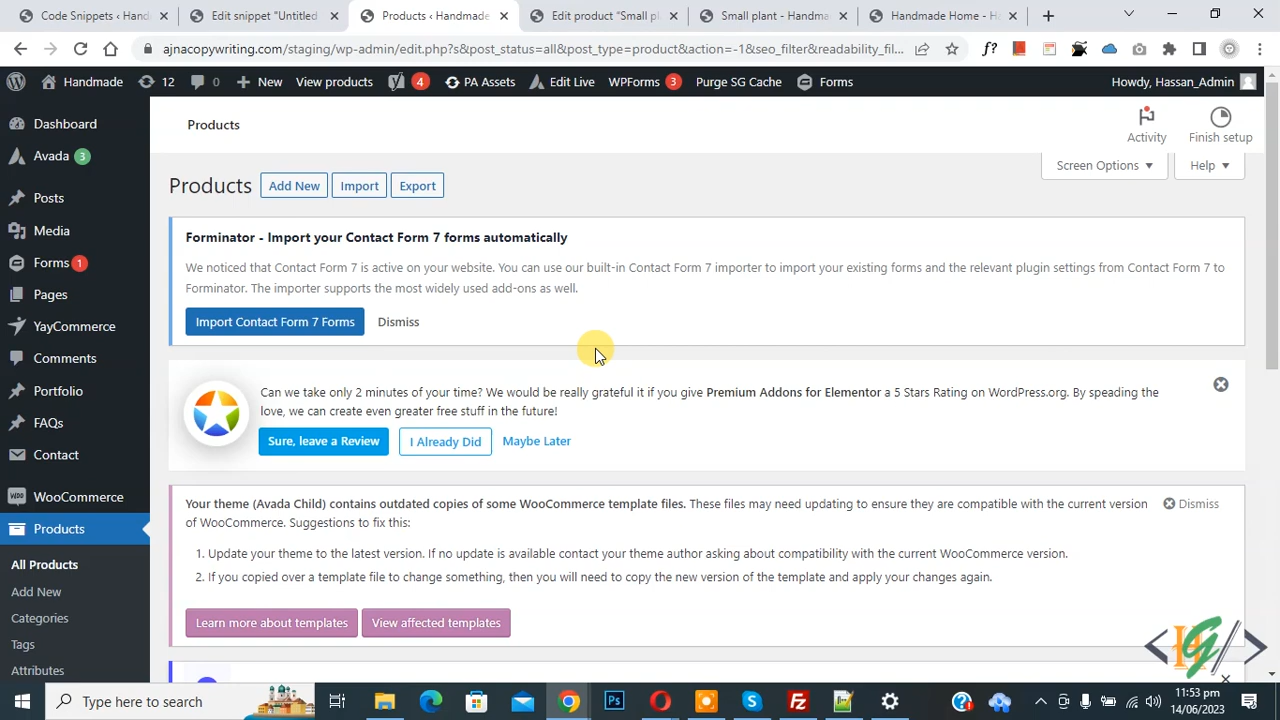 Code Snippets ‹ Hand
Edit snippet "Untitled
Products ‹ Handmade
Edit product "Small pl
Small plant - Handma
Handmade Home - H
ajnacopywriting.com/staging/wp-admin/edit.php?s&post_status=all&post_type=product&action=-1&seo_filter&readability_fil...
f?
Handmade
12
0
New
View products
4
PA Assets
Edit Live
WPForms
3
Purge SG Cache
Forms
Howdy, Hassan_Admin
Dashboard
Avada 3
Posts
Media
Forms 1
Pages
YayCommerce
Comments
Portfolio
FAQs
Contact
WooCommerce
Products
All Products
Add New
Categories
Tags
Attributes
Products
Activity
Finish setup
Screen Options
Help
Products
Add New
Import
Export
Forminator - Import your Contact Form 7 forms automatically
We noticed that Contact Form 7 is active on your website. You can use our built-in Contact Form 7 importer to import your existing forms and the relevant plugin settings from Contact Form 7 to
Forminator. The importer supports the most widely used add-ons as well.
Import Contact Form 7 Forms
Dismiss
Can we take only 2 minutes of your time? We would be really grateful it if you give Premium Addons for Elementor a 5 Stars Rating on WordPress.org. By speading the
love, we can create even greater free stuff in the future!
Sure, leave a Review
I Already Did
Maybe Later
Your theme (Avada Child) contains outdated copies of some WooCommerce template files. These files may need updating to ensure they are compatible with the current version
of WooCommerce. Suggestions to fix this:
Dismiss
1. Update your theme to the latest version. If no update is available contact your theme author asking about compatibility with the current WooCommerce version.
2. If you copied over a template file to change something, then you will need to copy the new version of the template and apply your changes again.
Learn more about templates
View affected templates
Type here to search
Ps
11:53 pm
14/06/2023